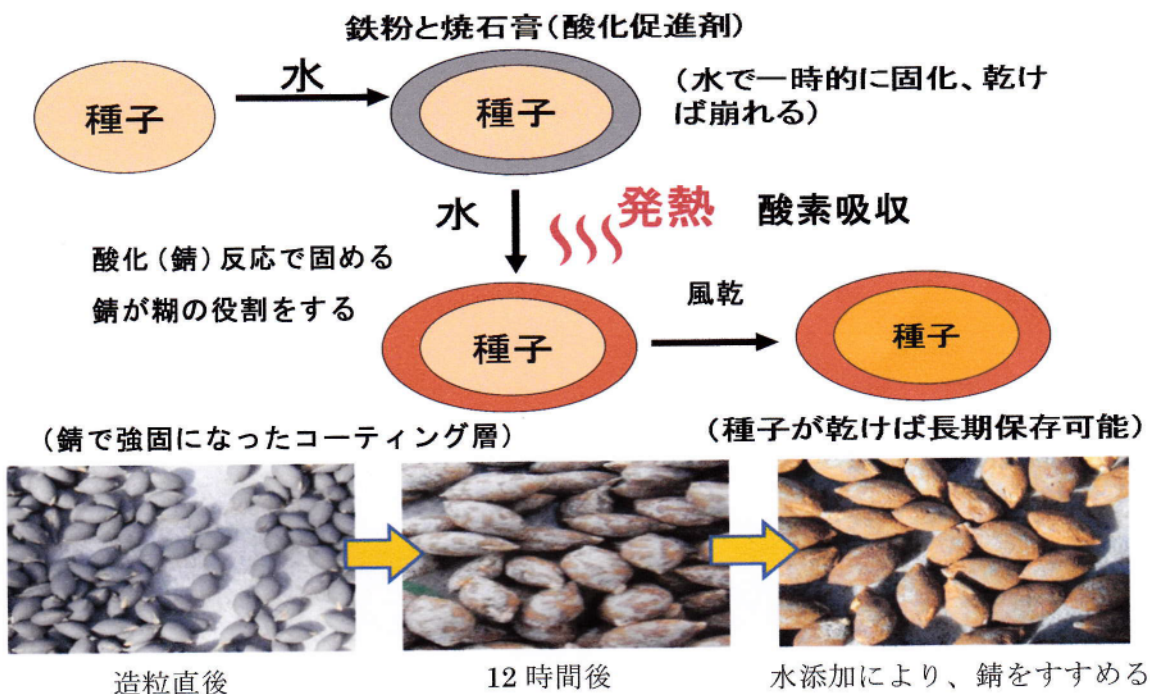 鉄粉と焼石膏（酸化促進剤）
種子
水
種子
（水で一時的に固化、乾け
ば崩れる）
水
発熱
酸素吸収
酸化（錆）反応で固める
錆が糊の役割をする
種子
風乾
種子
（錆で強固になったコーティング層）
（種子が乾けば長期保存可能）
造粒直後
12 時間後
水添加により、錆をすすめる